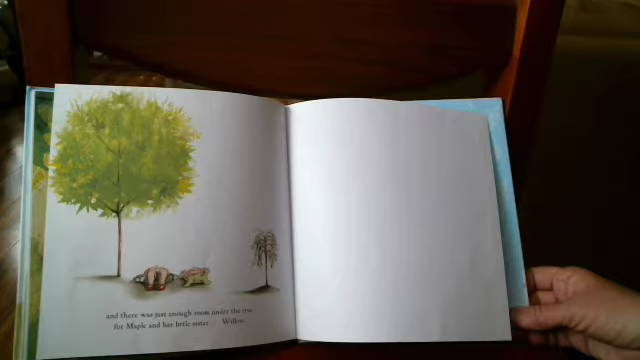 and there was just enough room under the tree
for Maple and her little sister . . . Willow.